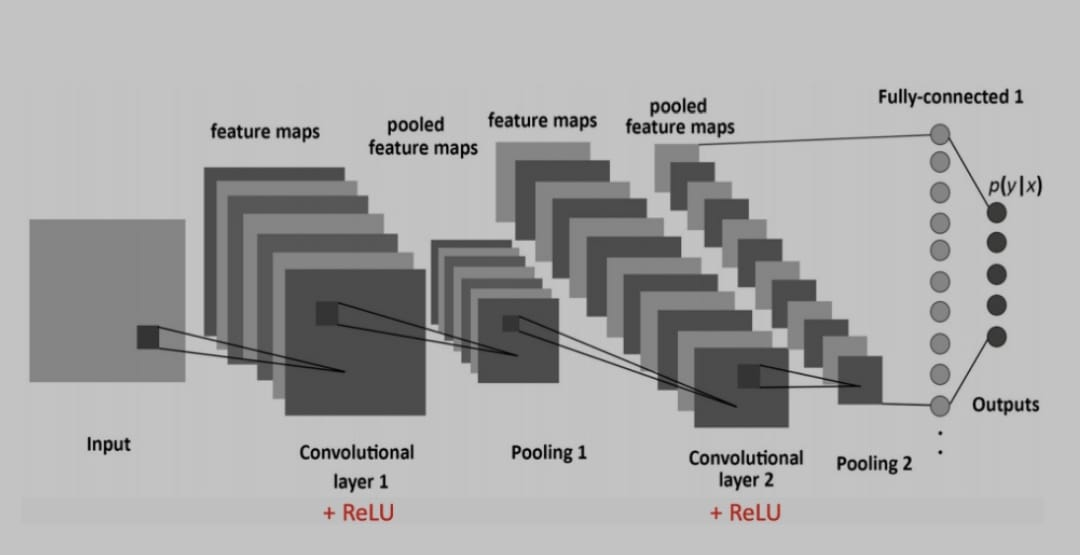 Fully-connected 1
pooled
feature maps
feature maps
pooled
feature maps
feature maps
p(y|x)
Input
Convolutional
layer 1
+ ReLU
Pooling 1
Convolutional
layer 2
+ ReLU
Pooling 2
Outputs